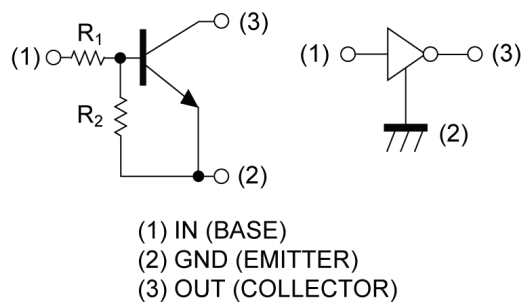 R1
(1)
(3)
R2
(2)
(1)
(3)
(2)
(1) IN (BASE)
(2) GND (EMITTER)
(3) OUT (COLLECTOR)